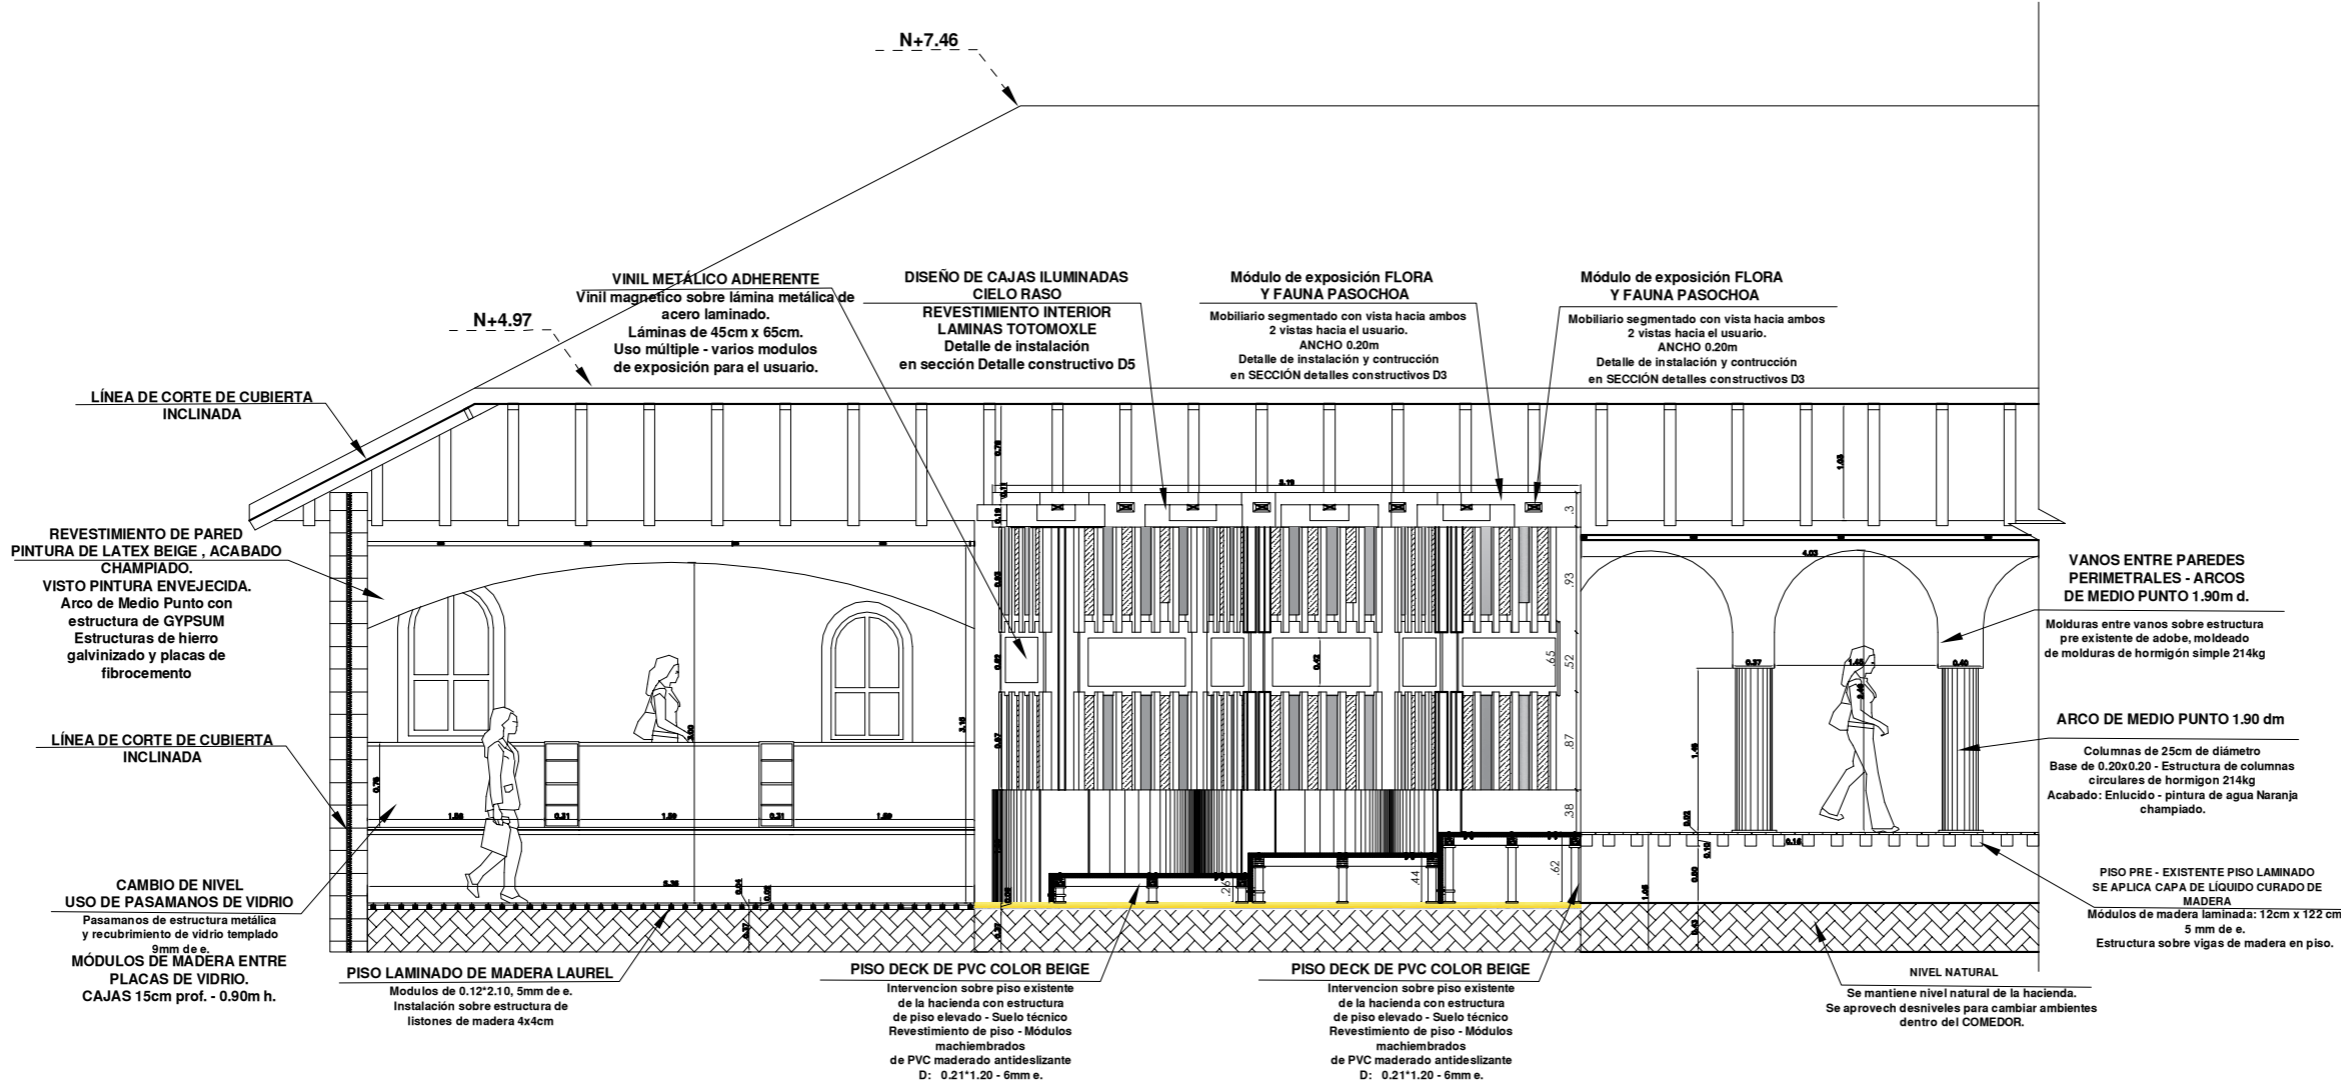 N+7.46
VINIL METÁLICO ADHERENTE
Vinil magnetico sobre lámina metálica de
acero laminado.
Láminas de 45cm x 65cm.
Uso múltiple - varios modulos
de exposición para el usuario.
DISEÑO DE CAJAS ILUMINADAS
CIELO RASO
REVESTIMIENTO INTERIOR
LAMINAS TOTOMOXLE
Detalle de instalación
en sección Detalle constructivo D5
Módulo de exposición FLORA
Y FAUNA PASOCHOA
Mobiliario segmentado con vista hacia ambos
2 vistas hacia el usuario.
ANCHO 0.20m
Detalle de instalación y contrucción
en SECCIÓN detalles constructivos D3
Módulo de exposición FLORA
Y FAUNA PASOCHOA
Mobiliario segmentado con vista hacia ambos
2 vistas hacia el usuario.
ANCHO 0.20m
Detalle de instalación y contrucción
en SECCIÓN detalles constructivos D3
N+4.97
LÍNEA DE CORTE DE CUBIERTA
INCLINADA
REVESTIMIENTO DE PARED
PINTURA DE LATEX BEIGE , ACABADO
CHAMPIADO.
VISTO PINTURA ENVEJECIDA.
Arco de Medio Punto con
estructura de GYPSUM
Estructuras de hierro
galvinizado y placas de
fibrocemento
LÍNEA DE CORTE DE CUBIERTA
INCLINADA
CAMBIO DE NIVEL
USO DE PASAMANOS DE VIDRIO
Pasamanos de estructura metálica
y recubrimiento de vidrio templado
9mm de e.
MÓDULOS DE MADERA ENTRE
PLACAS DE VIDRIO.
CAJAS 15cm prof. - 0.90m h.
.3
.93
.65
.52
.87
.38
.26
.44
.62
4.03
0.37
0.40
0.31
0.31
VANOS ENTRE PAREDES
PERIMETRALES - ARCOS
DE MEDIO PUNTO 1.90m d.
Molduras entre vanos sobre estructura
pre existente de adobe, moldeado
de molduras de hormigón simple 214kg
ARCO DE MEDIO PUNTO 1.90 dm
Columnas de 25cm de diámetro
Base de 0.20x0.20 - Estructura de columnas
circulares de hormigon 214kg
Acabado: Enlucido - pintura de agua Naranja
champiado.
PISO PRE - EXISTENTE PISO LAMINADO
SE APLICA CAPA DE LÍQUIDO CURADO DE
MADERA
Módulos de madera laminada: 12cm x 122 cm
5 mm de e.
Estructura sobre vigas de madera en piso.
PISO LAMINADO DE MADERA LAUREL
Modulos de 0.12*2.10, 5mm de e.
Instalación sobre estructura de
listones de madera 4x4cm
PISO DECK DE PVC COLOR BEIGE
Intervencion sobre piso existente
de la hacienda con estructura
de piso elevado - Suelo técnico
Revestimiento de piso - Módulos
machiembrados
de PVC maderado antideslizante
D: 0.21*1.20 - 6mm e.
PISO DECK DE PVC COLOR BEIGE
Intervencion sobre piso existente
de la hacienda con estructura
de piso elevado - Suelo técnico
Revestimiento de piso - Módulos
machiembrados
de PVC maderado antideslizante
D: 0.21*1.20 - 6mm e.
NIVEL NATURAL
Se mantiene nivel natural de la hacienda.
Se aprovech desniveles para cambiar ambientes
dentro del COMEDOR.